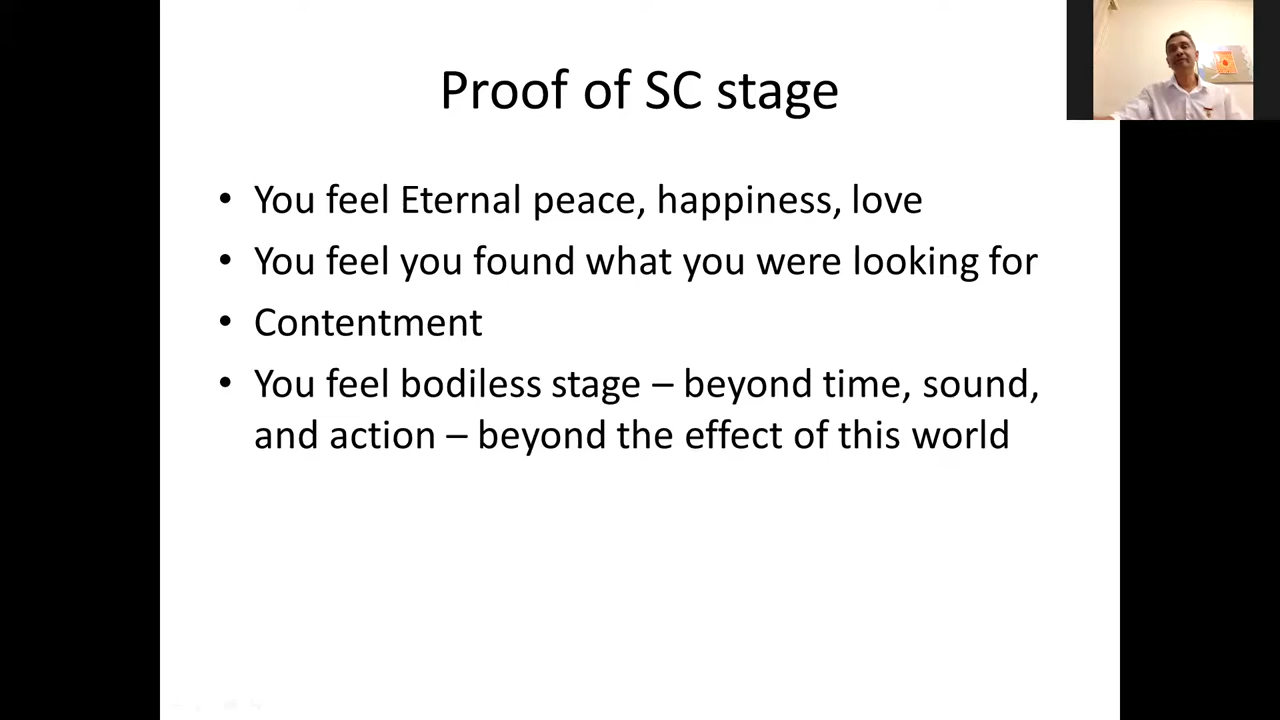 Proof of SC stage
• You feel Eternal peace, happiness, love
• You feel you found what you were looking for
• Contentment
• You feel bodiless stage – beyond time, sound,
and action – beyond the effect of this world